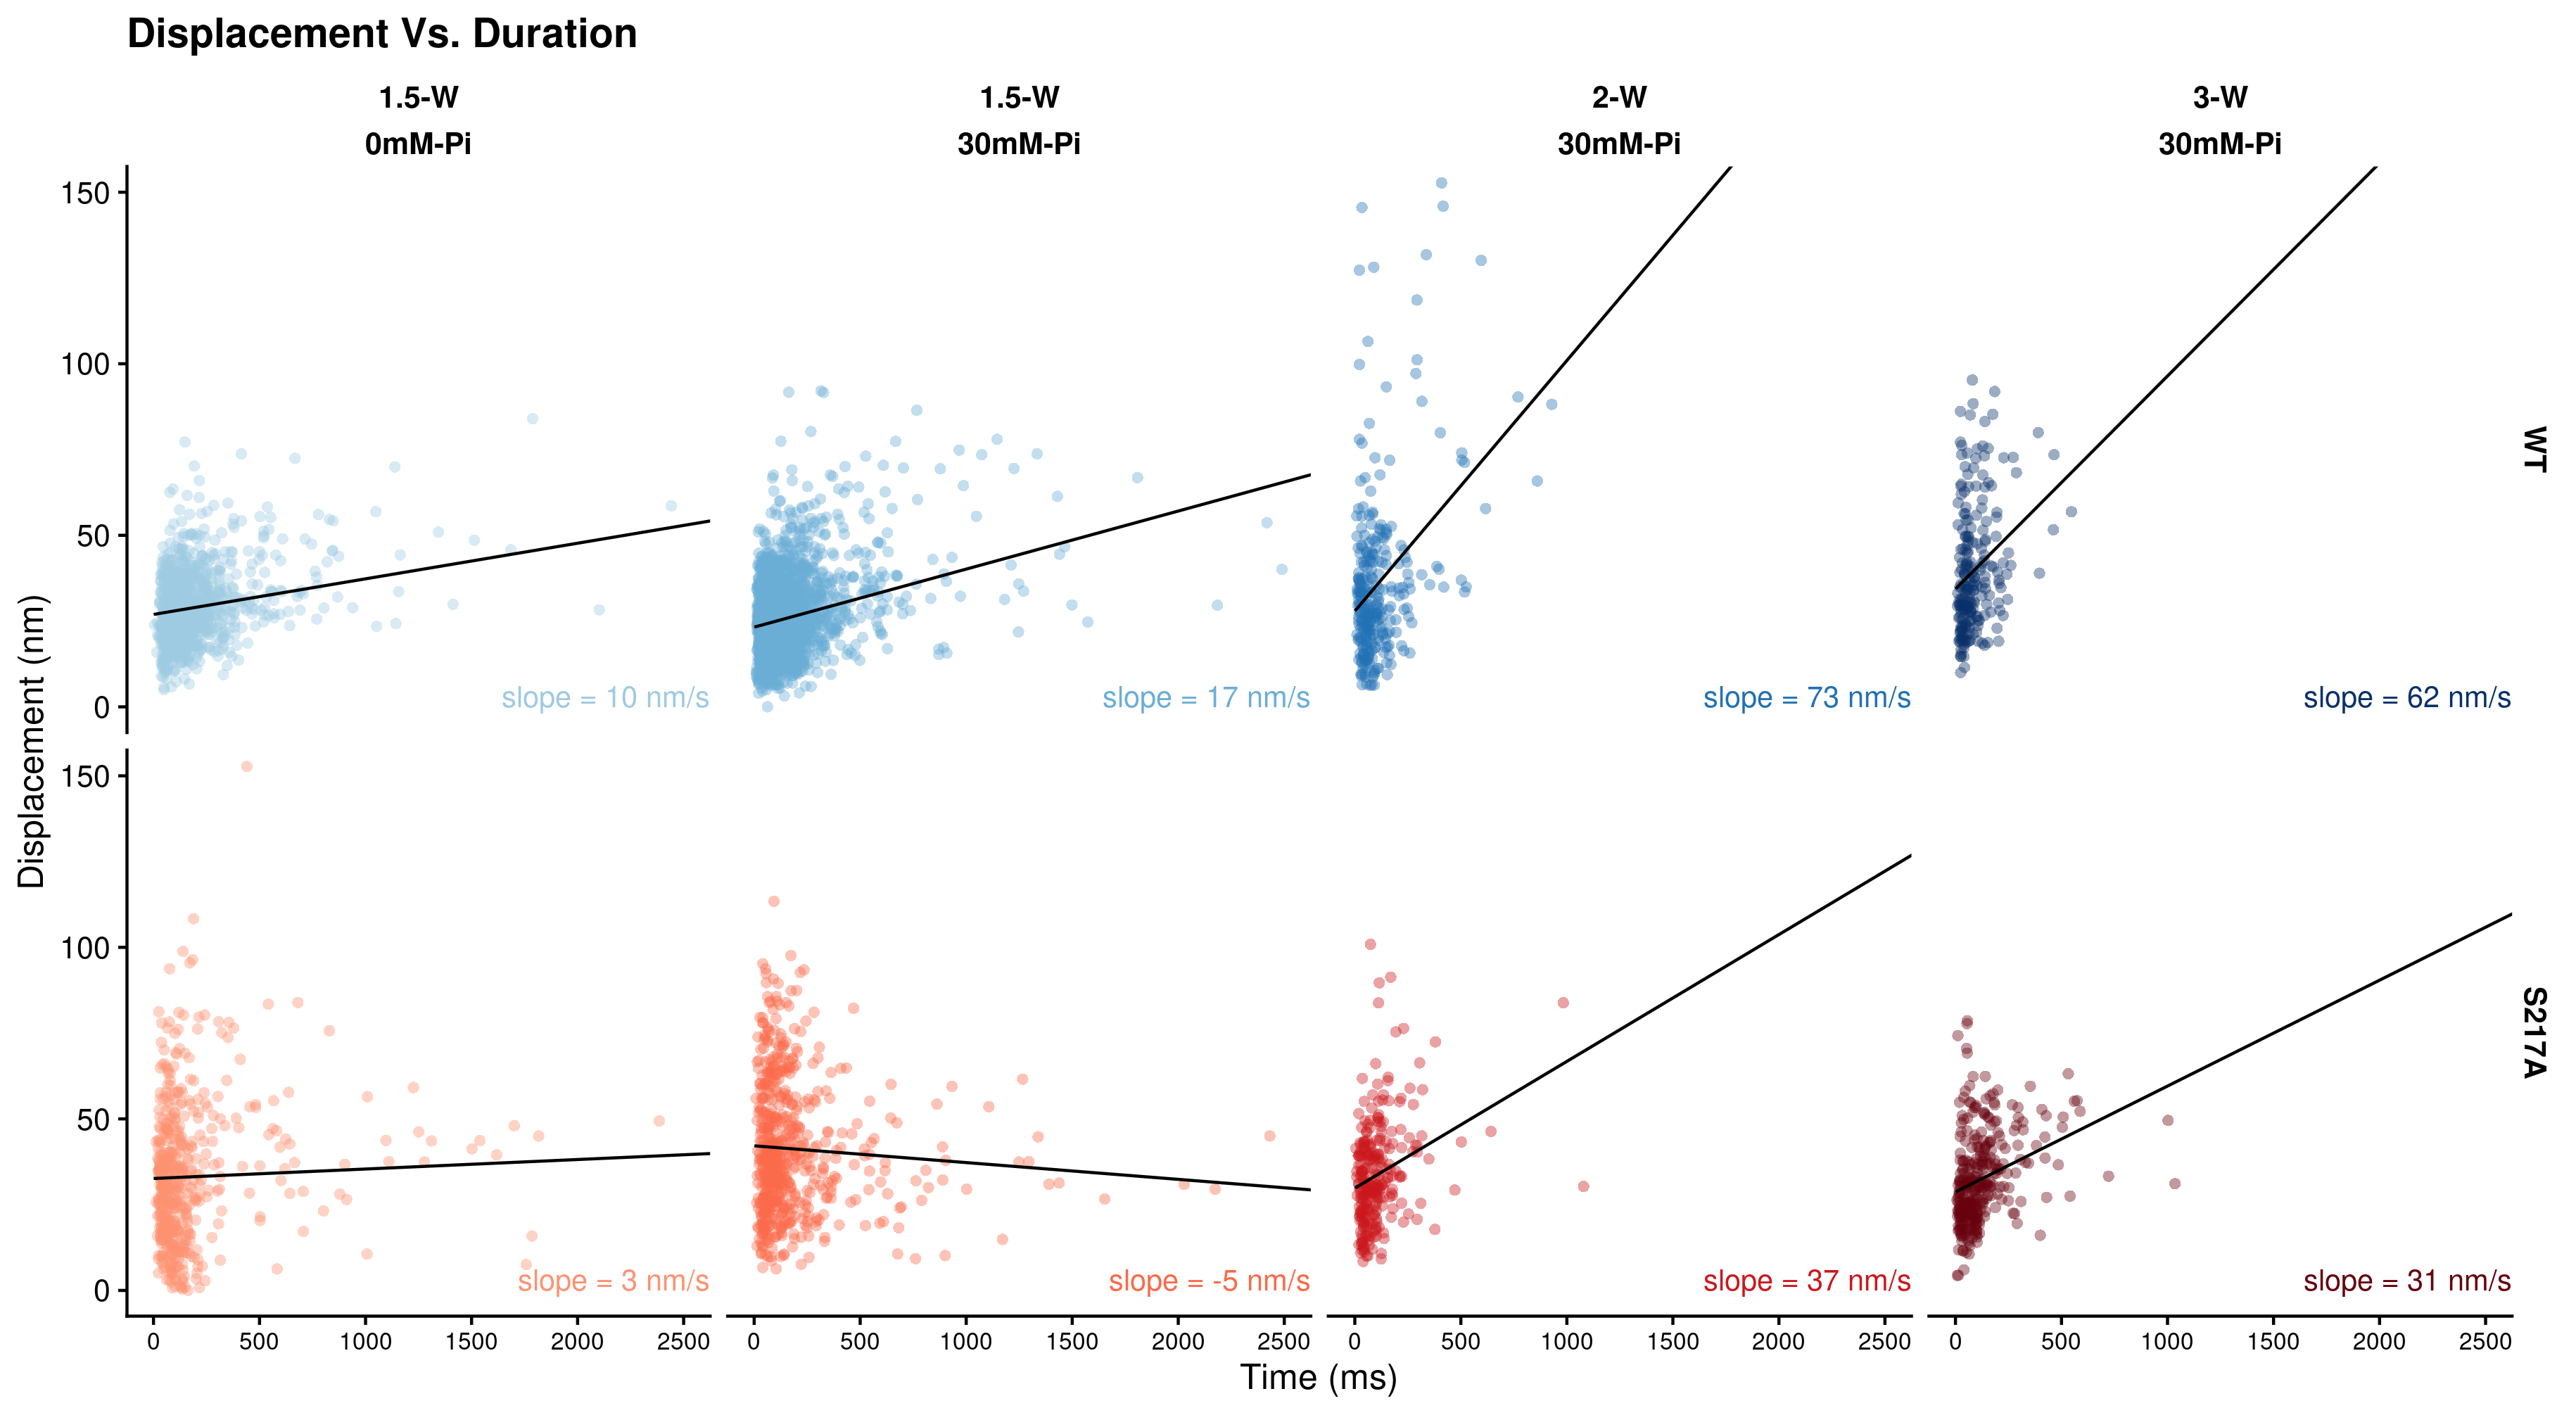 Displacement Vs. Duration
1.5-W
0mM-Pi
1.5-W
30mM-Pi
2-W
30mM-Pi
3-W
30mM-Pi
Displacement (nm)
150
100
50
0
slope = 10 nm/s
slope = 17 nm/s
slope = 73 nm/s
slope = 62 nm/s
WT
150
100
50
0
slope = 3 nm/s
slope = -5 nm/s
slope = 37 nm/s
slope = 31 nm/s
S217A
0 500 1000 1500 2000 2500
0 500 1000 1500 2000 2500
0 500 1000 1500 2000 2500
0 500 1000 1500 2000 2500
Time (ms)